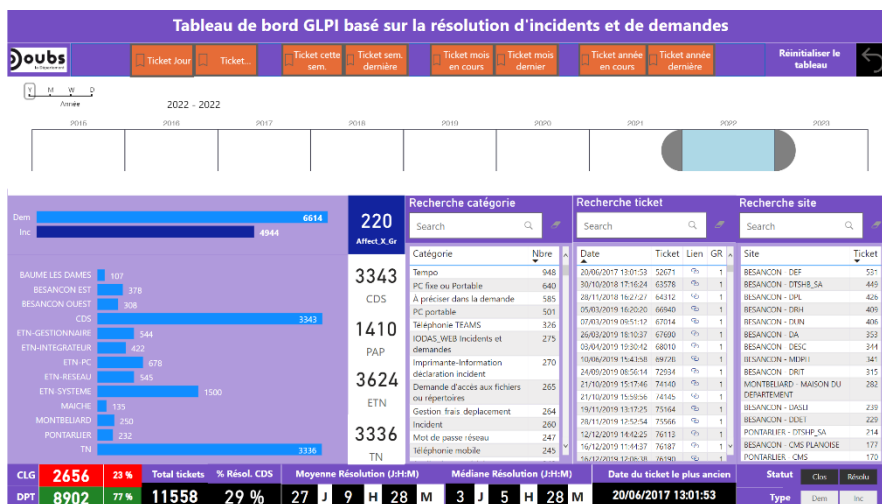 Tableau de bord GLPI basé sur la résolution d'incidents et de demandes
Doubs
Le Département
Ticket Jour
Ticket...
Ticket cette sem.
Ticket sem. dernière
Ticket mois en cours
Ticket mois dernier
Ticket année en cours
Ticket année dernière
Réinitialiser le tableau
Y M W D
Année
2022 - 2022
2015 2016 2017 2018 2019 2020 2021 2022 2023
Dem 6614
Inc 4944
BAUME LES DAMES 107
BESANCON EST 378
BESANCON OUEST 308
CDS 3343
ETN-GESTIONNAIRE 544
ETN-INTEGRATEUR 422
ETN-PC 678
ETN-RESEAU 545
ETN-SYSTEME 1500
MAICHE 135
MONTBELIARD 250
PONTARLIER 232
TN 3336
220
Affect_X_Gr
3343
CDS
1410
PAP
3624
ETN
3336
TN
Recherche catégorie
Search
Catégorie Nbre
Tempo 948
PC fixe ou Portable 640
À préciser dans la demande 585
PC portable 501
Téléphonie TEAMS 326
IODAS_WEB Incidents et demandes 275
Imprimante-Information déclaration incident 270
Demande d'accès aux fichiers ou répertoires 265
Gestion frais deplacement 264
Incident 260
Mot de passe réseau 247
Téléphonie mobile 245
Recherche ticket
Search
Date Ticket Lien GR
20/06/2017 13:01:53 52671 1
30/10/2018 17:16:24 63578 1
28/11/2018 16:27:27 64312 1
05/03/2019 16:20:20 66940 1
07/03/2019 09:51:12 67014 1
26/03/2019 18:10:37 67690 1
03/04/2019 19:30:42 68010 1
10/06/2019 15:41:58 69728 1
24/09/2019 08:56:14 72934 1
21/10/2019 15:17:46 74140 1
21/10/2019 15:59:56 74145 1
19/11/2019 13:17:25 75164 1
28/11/2019 12:52:54 75566 1
12/12/2019 14:42:25 76113 1
16/12/2019 11:44:37 76187 1
16/12/2019 12:06:38 76190 1
Recherche site
Search
Site Ticket
BESANCON - DEF 531
BESANCON - DTSHB_SA 449
BESANCON - DPL 426
BESANCON - DRH 409
BESANCON - DUN 406
BESANCON - DA 353
BESANCON - DESC 344
BESANCON - MDPH 341
BESANCON - DRIT 315
MONTBELIARD - MAISON DU DEPARTEMENT 282
BESANCON - DASLI 239
BESANCON - DDET 229
PONTARLIER - DTSHP_SA 214
BESANCON - CMS PLANOISE 177
PONTARLIER - CMS 170
CLG 2656 23 %
DPT 8902 77 %
Total tickets
11558
% Résol. CDS
29 %
Moyenne Résolution (J:H:M)
27 J 9 H 28 M
Médiane Résolution (J:H:M)
3 J 5 H 28 M
Date du ticket le plus ancien
20/06/2017 13:01:53
Statut Clos Résolu
Type Dem Inc